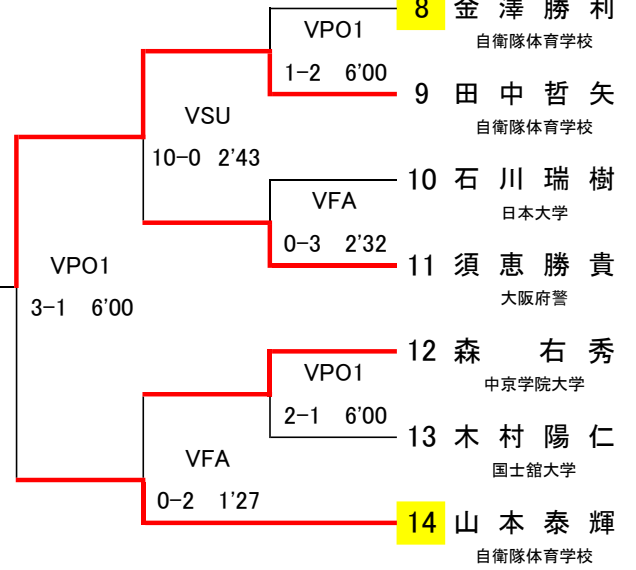 8 金澤勝利
VPO1
自衛隊体育学校
1-2 6'00
9 田中哲矢
VSU
自衛隊体育学校
10-0 2'43
10 石川瑞樹
VFA
日本大学
0-3 2'32
VPO1
11 須恵勝貴
3-1 6'00
大阪府警
12 森 右秀
VPO1
中京学院大学
2-1 6'00
13 木村陽仁
VFA
国士舘大学
0-2 1'27
14 山本泰輝
自衛隊体育学校